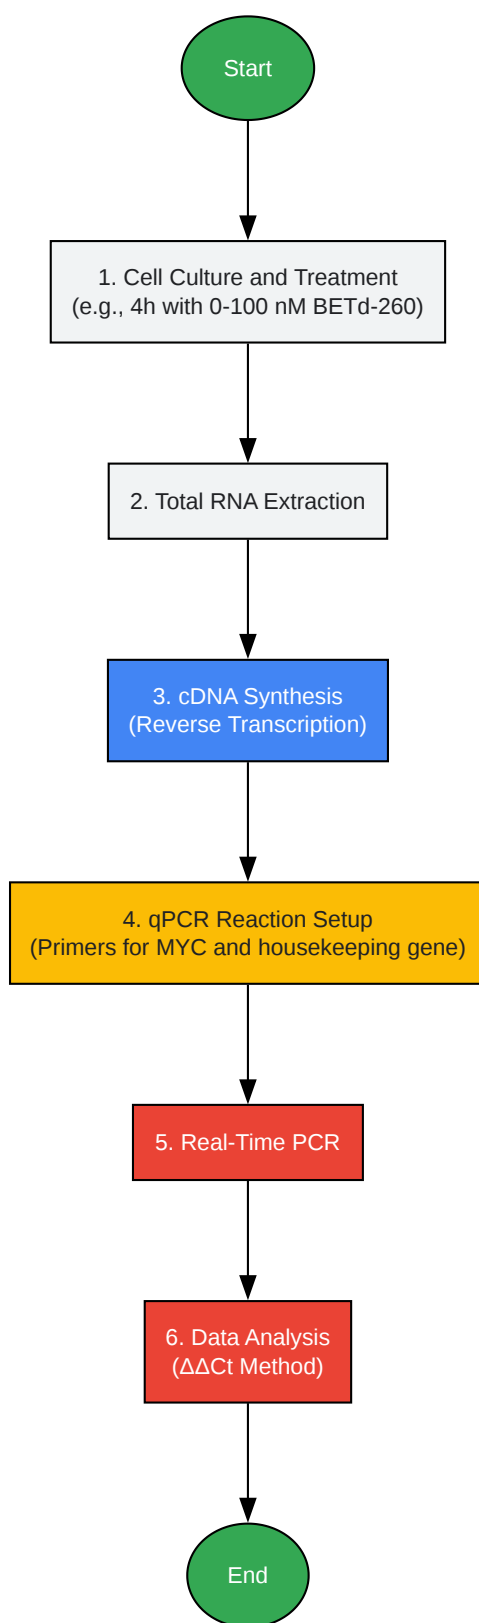 Start
1. Cell Culture and Treatment
(e.g., 4h with 0-100 nM BETd-260)
2. Total RNA Extraction
3. cDNA Synthesis
(Reverse Transcription)
4. qPCR Reaction Setup
(Primers for MYC and housekeeping gene)
5. Real-Time PCR
6. Data Analysis
(ΔΔCt Method)
End